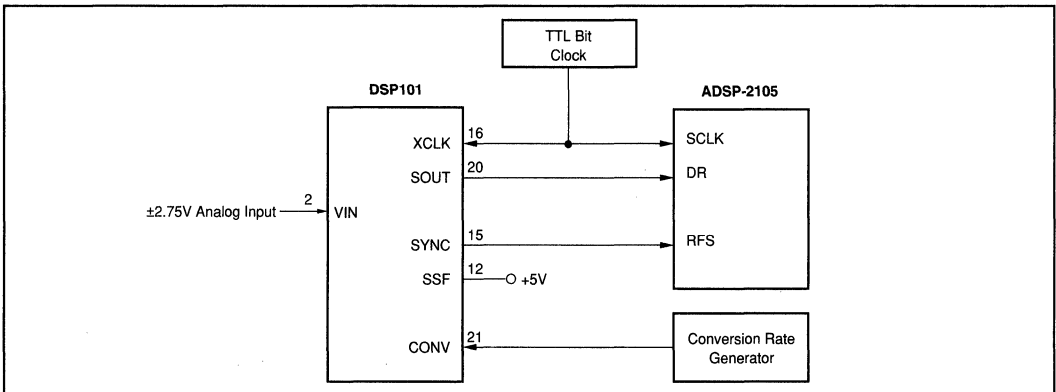 TTL Bit
Clock
DSP101
ADSP-2105
XCLK
16
SCLK
SOUT
20
DR
±2.75V Analog Input
2
VIN
SYNC
15
RFS
SSF
12
+5V
CONV
21
Conversion Rate
Generator